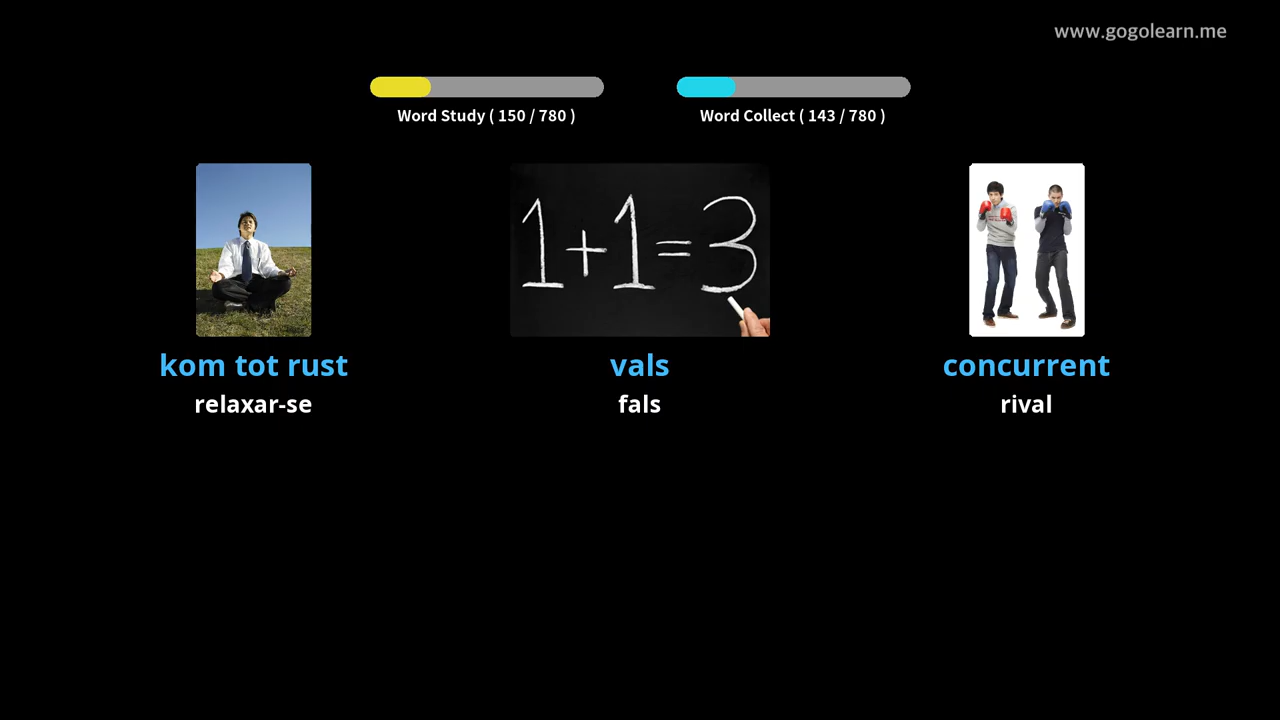 www.gogolearn.me
Word Study ( 150 / 780 )
Word Collect ( 143 / 780 )
1+1=3
kom tot rust
vals
concurrent
relaxar-se
fals
rival